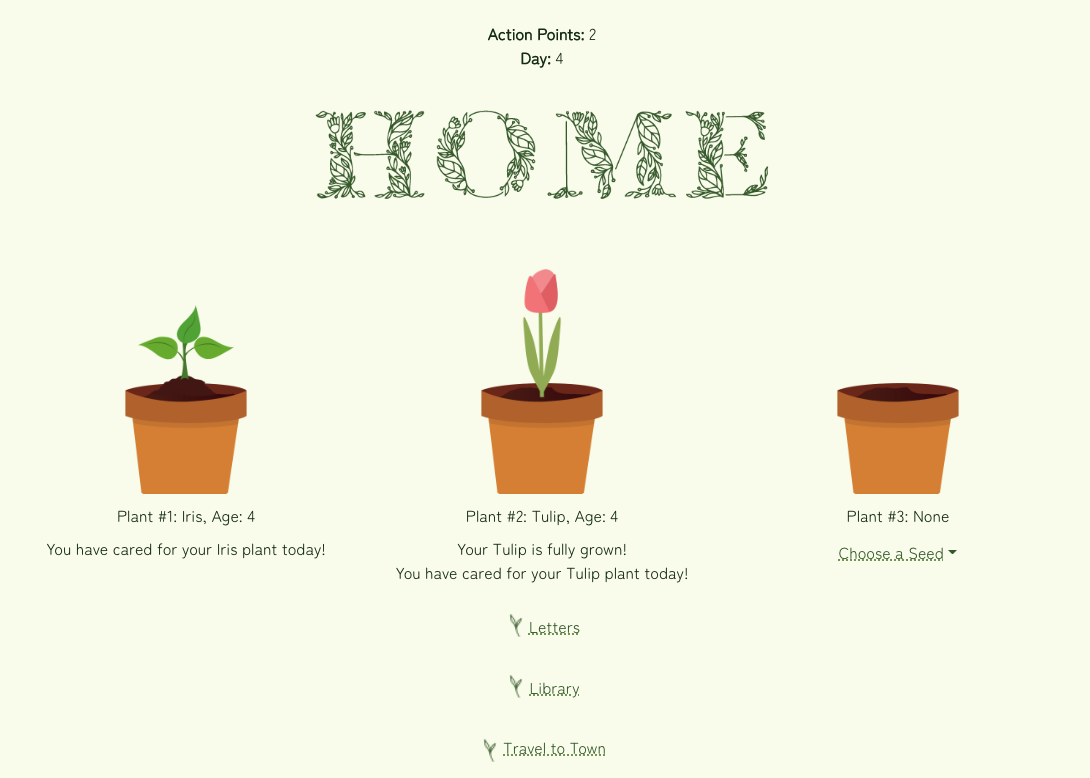 Action Points: 2
Day: 4
HOME
Plant #1: Iris, Age: 4
You have cared for your Iris plant today!
Plant #2: Tulip, Age: 4
Your Tulip is fully grown!
You have cared for your Tulip plant today!
Plant #3: None
Choose a Seed
Letters
Library
Travel to Town